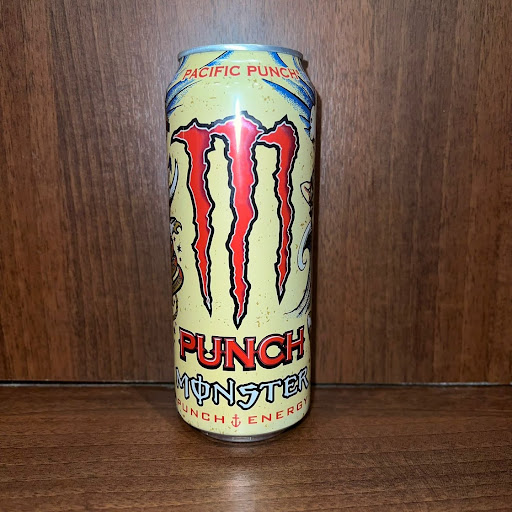 PACIFIC PUNCH
PUNCH
MONSTER
PUNCH ENERGY